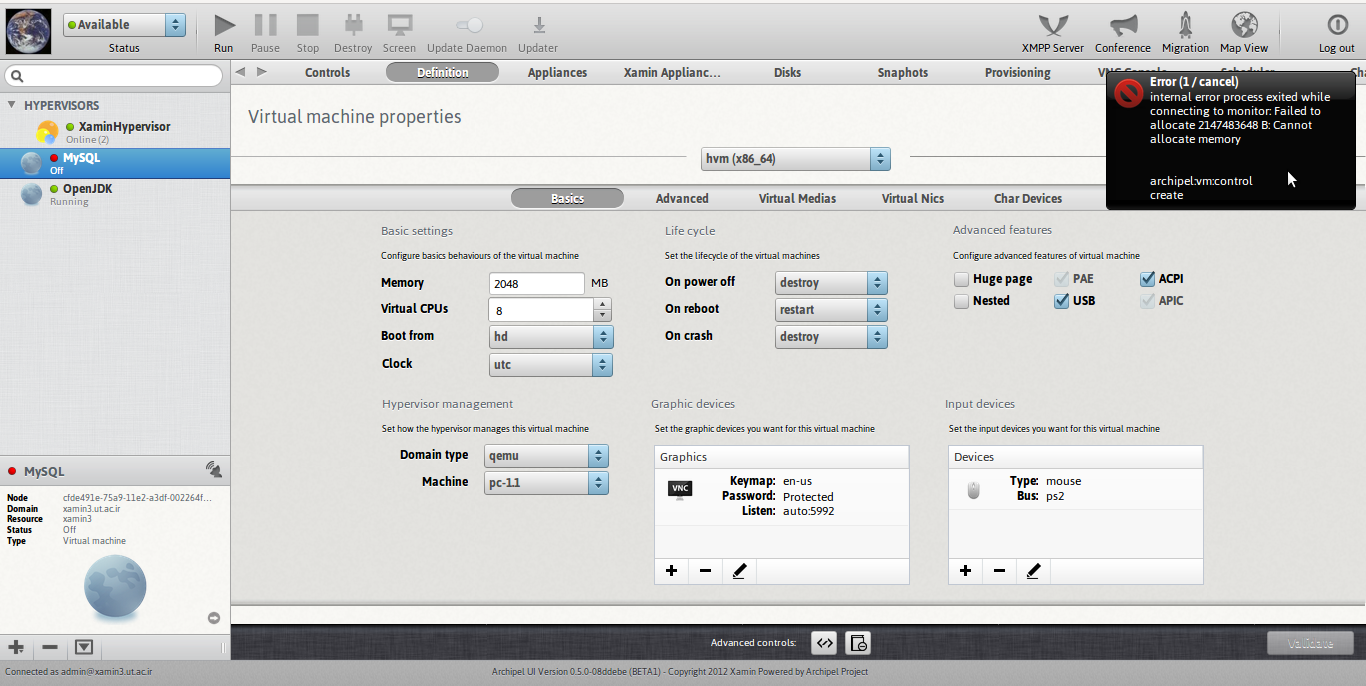 Available
Status
Run
Pause
Stop
Destroy
Screen
Update Daemon
Updater
XMPP Server
Conference
Migration
Map View
Log out
Controls
Definition
Appliances
Xamin Applianc...
Disks
Snaphots
Provisioning
HYPERVISORS
XaminHypervisor
Online (2)
MySQL
Off
OpenJDK
Running
Error (1 / cancel)
internal error process exited while
connecting to monitor: Failed to
allocate 2147483648 B: Cannot
allocate memory
archipel:vm:control
create
Virtual machine properties
hvm (x86_64)
Basics
Advanced
Virtual Medias
Virtual Nics
Char Devices
Basic settings
Configure basics behaviours of the virtual machine
Memory 2048 MB
Virtual CPUs 8
Boot from hd
Clock utc
Life cycle
Set the lifecycle of the virtual machines
On power off destroy
On reboot restart
On crash destroy
Advanced features
Configure advanced features of virtual machine
Huge page PAE ACPI
Nested USB APIC
Hypervisor management
Set how the hypervisor manages this virtual machine
Domain type qemu
Machine pc-1.1
Graphic devices
Set the graphic devices you want for this virtual machine
Graphics
VNC
Keymap: en-us
Password: Protected
Listen: auto:5992
Input devices
Set the input devices you want for this virtual machine
Devices
Type: mouse
Bus: ps2
MySQL
Node cfde491e-75a9-11e2-a3df-002264f...
Domain xamin3.ut.ac.ir
Resource xamin3
Status Off
Type Virtual machine
Advanced controls:
Validate
Connected as admin@xamin3.ut.ac.ir
Archipel UI Version 0.5.0-08ddebe (BETA1) - Copyright 2012 Xamin Powered by Archipel Project